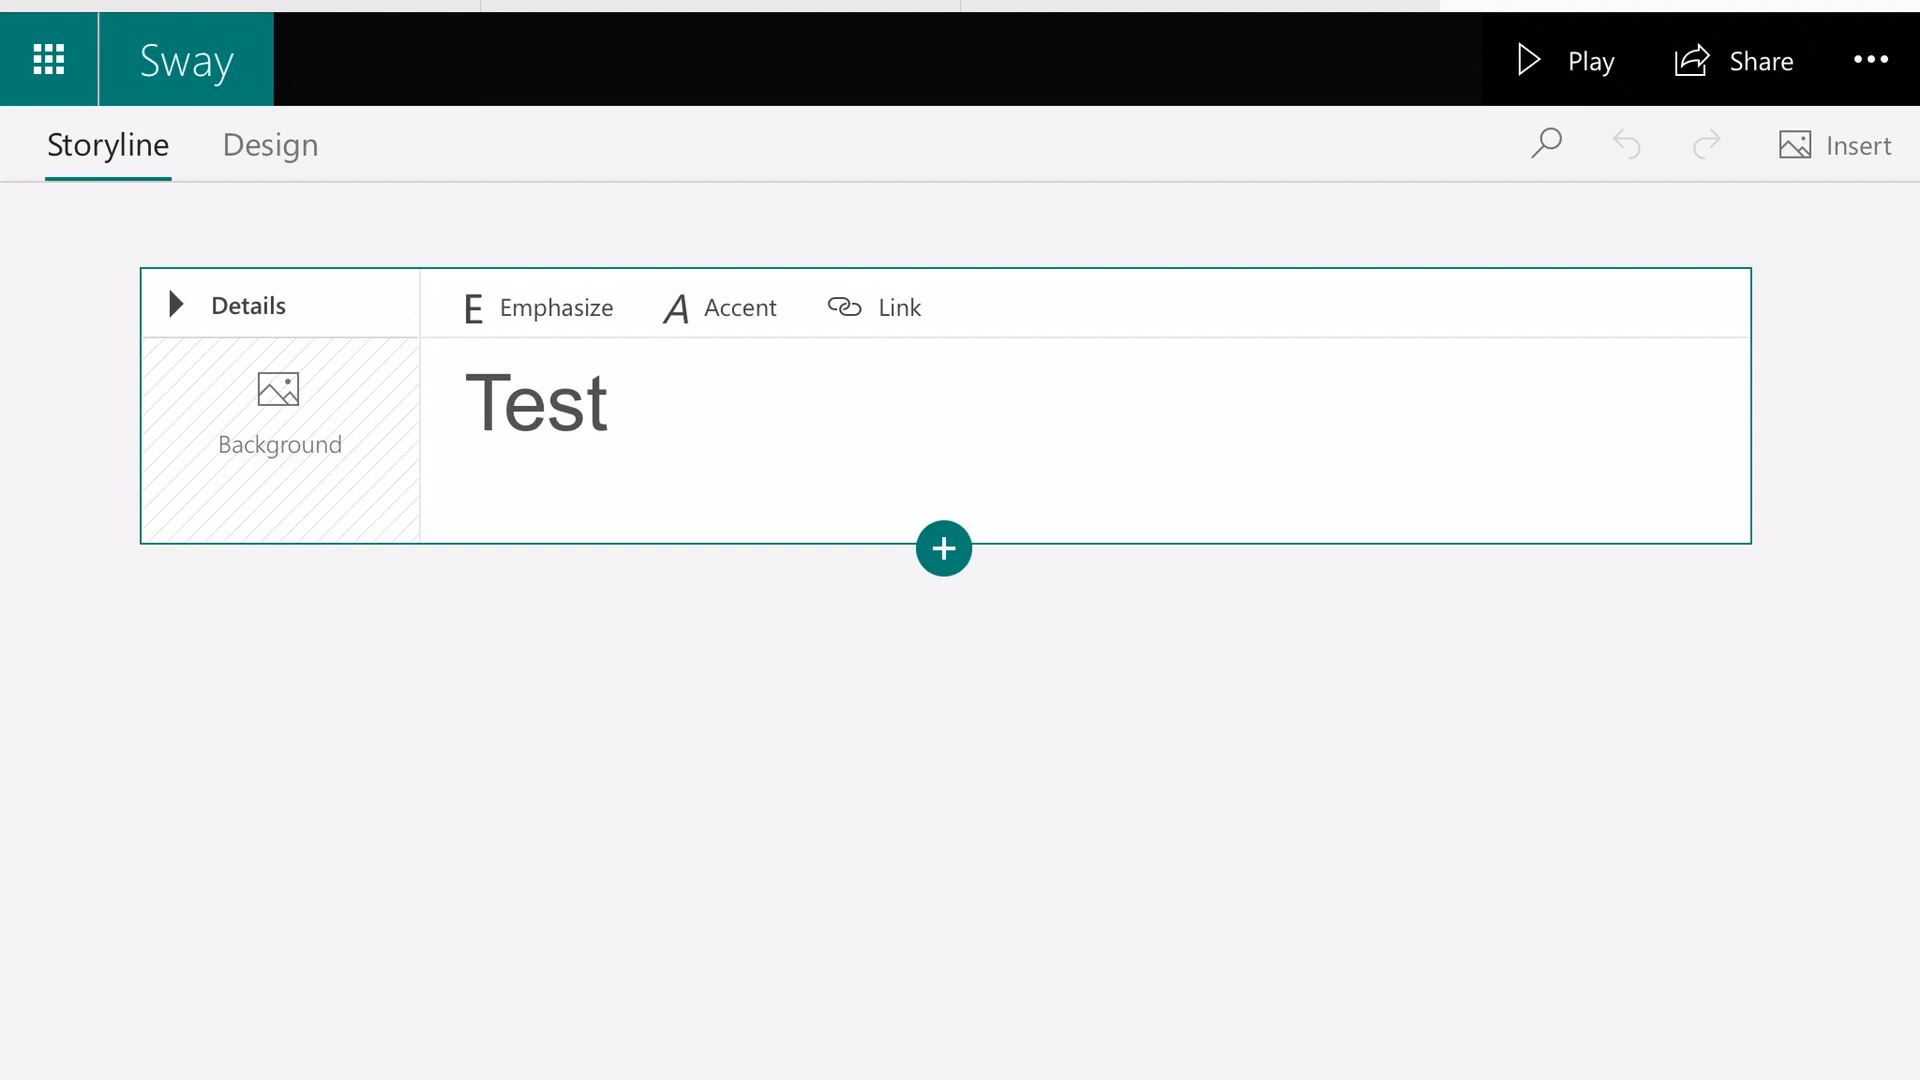 Sway
Play
Share
Storyline
Design
Insert
Details
E Emphasize
A Accent
Link
Background
Test